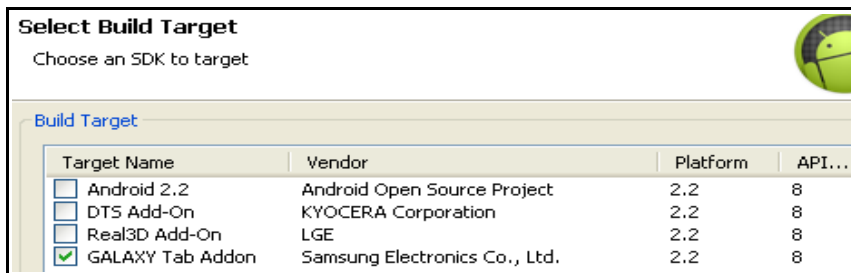 Select Build Target
Choose an SDK to target
Build Target
Target Name Vendor Platform API...
Android 2.2 Android Open Source Project 2.2 8
DTS Add-On KYOCERA Corporation 2.2 8
Real3D Add-On LGE 2.2 8
GALAXY Tab Addon Samsung Electronics Co., Ltd. 2.2 8